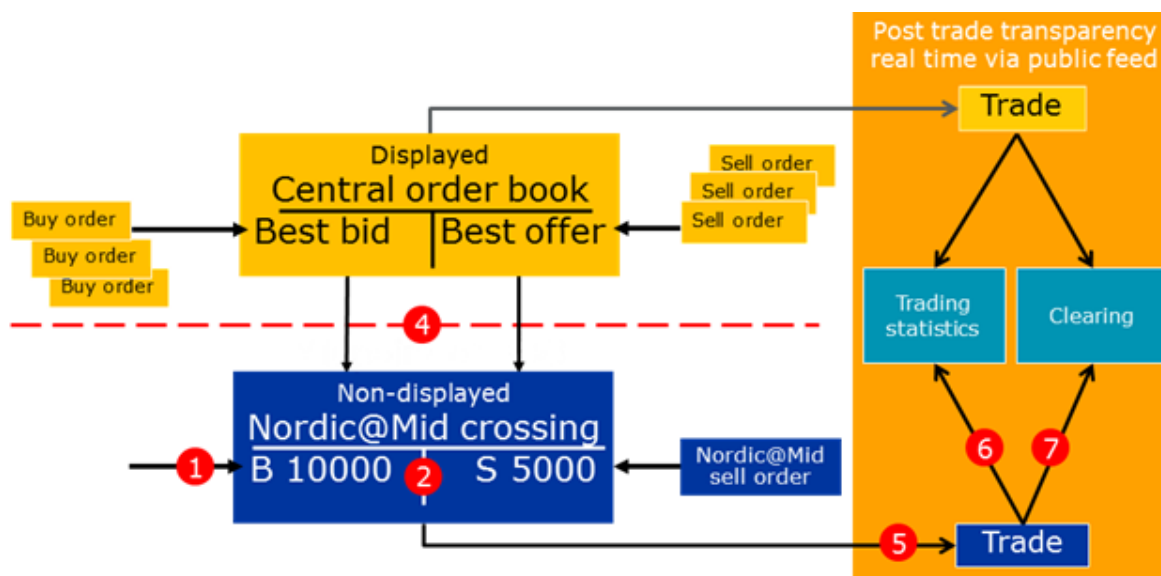 Post trade transparency
real time via public feed
Trade
Displayed
Central order book
Best bid
Best offer
Sell order
Sell order
Sell order
Buy order
Buy order
Buy order
Trading
statistics
Clearing
4
Non-displayed
Nordic@Mid crossing
B 10000
S 5000
1
2
Nordic@Mid
sell order
6
7
5
Trade